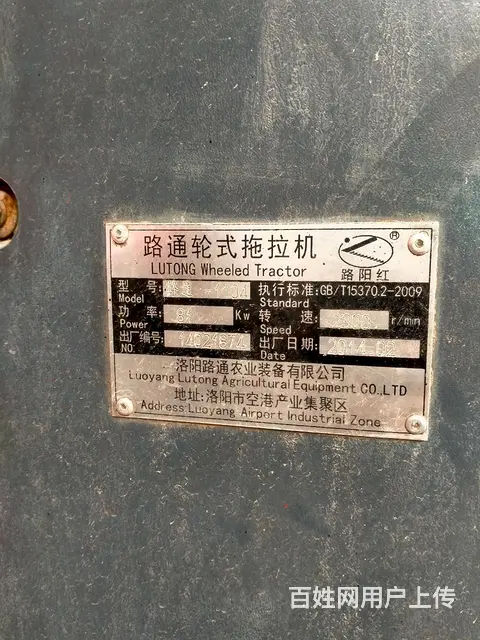 路通轮式拖拉机
LUTONG Wheeled Tractor
®
路阳红
型 号: 执行标准:GB/T15370.2-2009
Model Standard
功 率: Kw 转 速: r/min
Power Speed
出厂编号: 出厂日期:
NO. Date
洛阳路通农业装备有限公司
Luoyang Lutong Agricultural Equipment CO.,LTD
地址:洛阳市空港产业集聚区
Address:Luoyang Airport Industrial Zone
百姓网用户上传